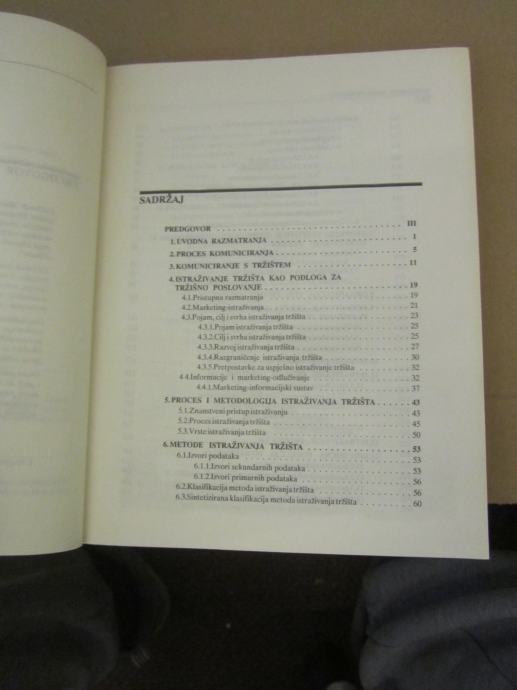 SADRŽAJ
PREDGOVOR . . . . . . . . . . . . . . . . . . . . III
1.UVODNA RAZMATRANJA . . . . . . . . . . . . . . . . . . . . 1
2.PROCES KOMUNICIRANJA . . . . . . . . . . . . . . . . . . . . 5
3.KOMUNICIRANJE S TRŽIŠTEM . . . . . . . . . . . . . . . . . . . . 11
4.ISTRAŽIVANJE TRŽIŠTA KAO PODLOGA ZA
TRŽIŠNO POSLOVANJE . . . . . . . . . . . . . . . . . . . . 19
4.1.Pristupna razmatranja . . . . . . . . . . . . . . . . . . . . 19
4.2.Marketing-istraživanja . . . . . . . . . . . . . . . . . . . . 21
4.3.Pojam, cilj i svrha istraživanja tržišta . . . . . . . . . . . . . . . . . . . . 23
4.3.1.Pojam istraživanja tržišta . . . . . . . . . . . . . . . . . . . . 25
4.3.2.Cilj i svrha istraživanja tržišta . . . . . . . . . . . . . . . . . . . . 25
4.3.3.Razvoj istraživanja tržišta . . . . . . . . . . . . . . . . . . . . 27
4.3.4.Razgraničenje istraživanja tržišta . . . . . . . . . . . . . . . . . . . . 30
4.3.5.Pretpostavke za uspješno istraživanje tržišta . . . . . . . . . . . . . . . . . . . . 32
4 4.Informacije i marketing-odlučivanje . . . . . . . . . . . . . . . . . . . . 32
4.4.1.Marketing-informacijski sustav . . . . . . . . . . . . . . . . . . . . 37
5.PROCES I METODOLOGIJA ISTRAŽIVANJA TRŽIŠTA . . . . . . . . . . . . . . . . . . . . 43
5.1.Znanstveni pristup istraživanju . . . . . . . . . . . . . . . . . . . . 43
5.2.Proces istraživanja tržišta . . . . . . . . . . . . . . . . . . . . 45
5.3.Vrste istraživanja tržišta . . . . . . . . . . . . . . . . . . . . 50
6.METODE ISTRAŽIVANJA TRŽIŠTA . . . . . . . . . . . . . . . . . . . . 53
6.1.Izvori podataka . . . . . . . . . . . . . . . . . . . . 53
6.1.1.Izvori sekundarnih podataka . . . . . . . . . . . . . . . . . . . . 53
6.1.2.Izvori primarnih podataka . . . . . . . . . . . . . . . . . . . . 56
6.2.Klasifikacija metoda istraživanja tržišta . . . . . . . . . . . . . . . . . . . . 56
6.3.Sintetizirana klasifikacija metoda istraživanja tržišta . . . . . . . . . . . . . . . . . . . . 60